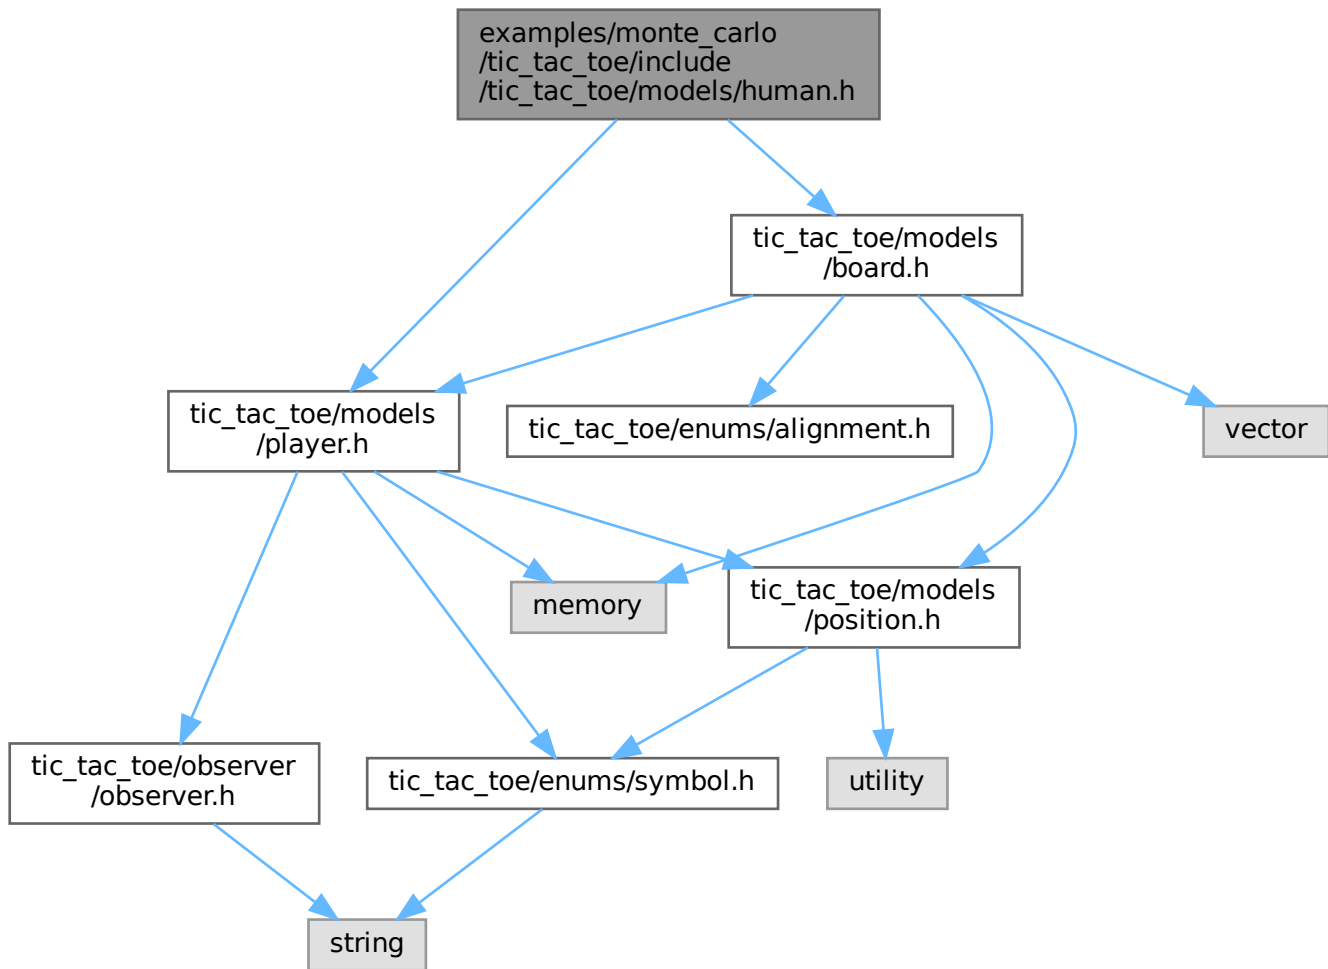 examples/monte_carlo
/tic_tac_toe/include
/tic_tac_toe/models/human.h
tic_tac_toe/models
/board.h
tic_tac_toe/models
/player.h
tic_tac_toe/enums/alignment.h
vector
memory
tic_tac_toe/models
/position.h
tic_tac_toe/observer
/observer.h
tic_tac_toe/enums/symbol.h
utility
string